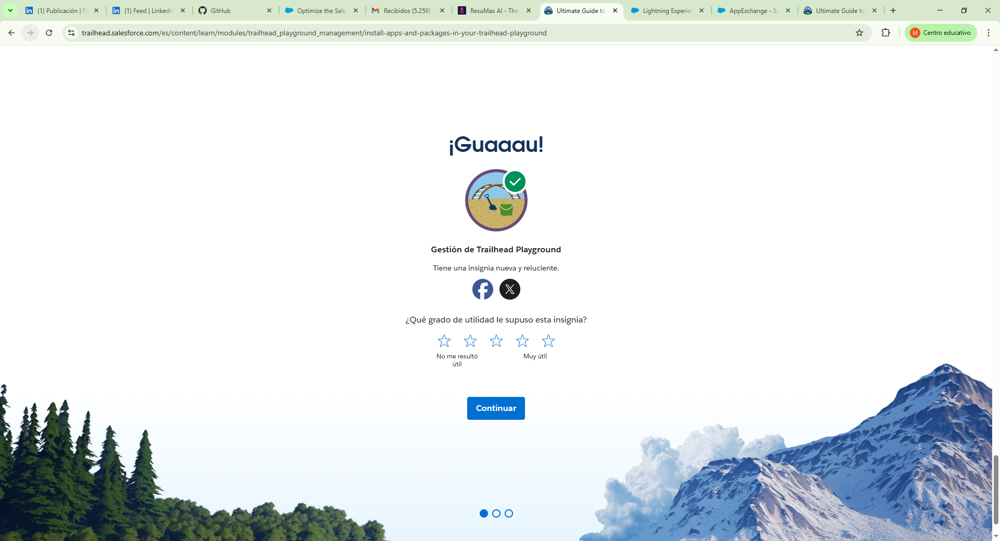 (1) Publicación | Fe
(1) Feed | LinkedIn
GitHub
Optimize the Sale
Recibidos (5.259)
ResuMax AI - The
Ultimate Guide to
Lightning Experien
AppExchange - Se
Ultimate Guide to
trailhead.salesforce.com/es/content/learn/modules/trailhead_playground_management/install-apps-and-packages-in-your-trailhead-playground
M
Centro educativo
¡Guaaau!
Gestión de Trailhead Playground
Tiene una insignia nueva y reluciente.
¿Qué grado de utilidad le supuso esta insignia?
No me resultó
útil
Muy útil
Continuar